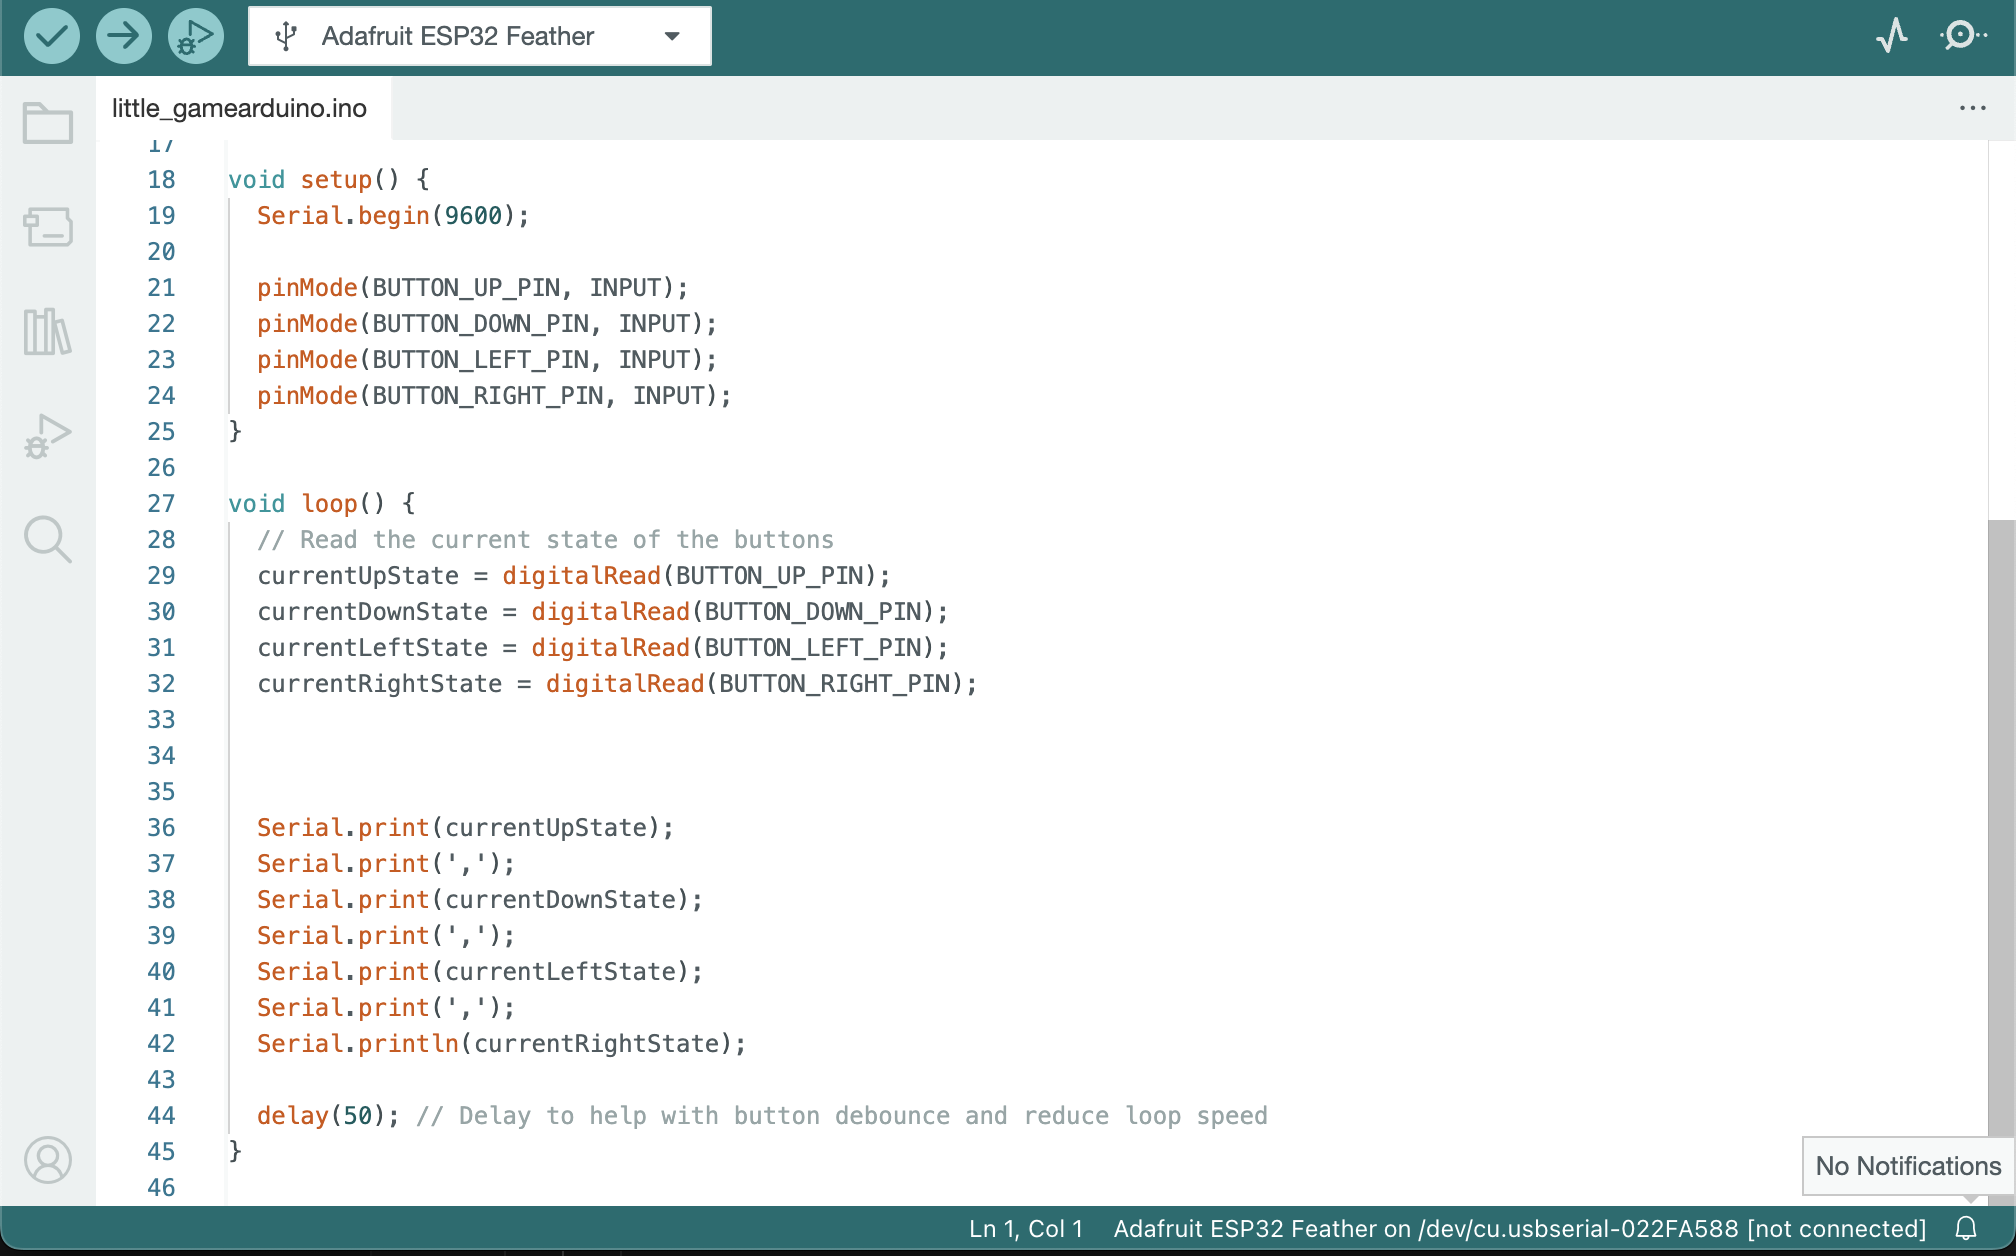 Adafruit ESP32 Feather
little_gamearduino.ino
17
18 void setup() {
19   Serial.begin(9600);
20
21   pinMode(BUTTON_UP_PIN, INPUT);
22   pinMode(BUTTON_DOWN_PIN, INPUT);
23   pinMode(BUTTON_LEFT_PIN, INPUT);
24   pinMode(BUTTON_RIGHT_PIN, INPUT);
25 }
26
27 void loop() {
28   // Read the current state of the buttons
29   currentUpState = digitalRead(BUTTON_UP_PIN);
30   currentDownState = digitalRead(BUTTON_DOWN_PIN);
31   currentLeftState = digitalRead(BUTTON_LEFT_PIN);
32   currentRightState = digitalRead(BUTTON_RIGHT_PIN);
33
34
35
36   Serial.print(currentUpState);
37   Serial.print(',');
38   Serial.print(currentDownState);
39   Serial.print(',');
40   Serial.print(currentLeftState);
41   Serial.print(',');
42   Serial.println(currentRightState);
43
44   delay(50); // Delay to help with button debounce and reduce loop speed
45 }
46
No Notifications
Ln 1, Col 1 Adafruit ESP32 Feather on /dev/cu.usbserial-022FA588 [not connected]